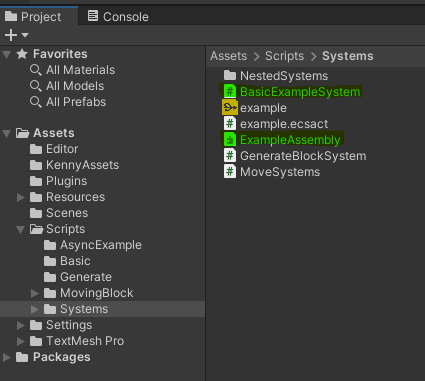 Project
Console
Favorites
All Materials
All Models
All Prefabs
Assets
Editor
KennyAssets
Plugins
Resources
Scenes
Scripts
AsyncExample
Basic
Generate
MovingBlock
Systems
Settings
TextMesh Pro
Packages
Assets > Scripts > Systems
NestedSystems
BasicExampleSystem
example
example.ecsact
ExampleAssembly
GenerateBlockSystem
MoveSystems